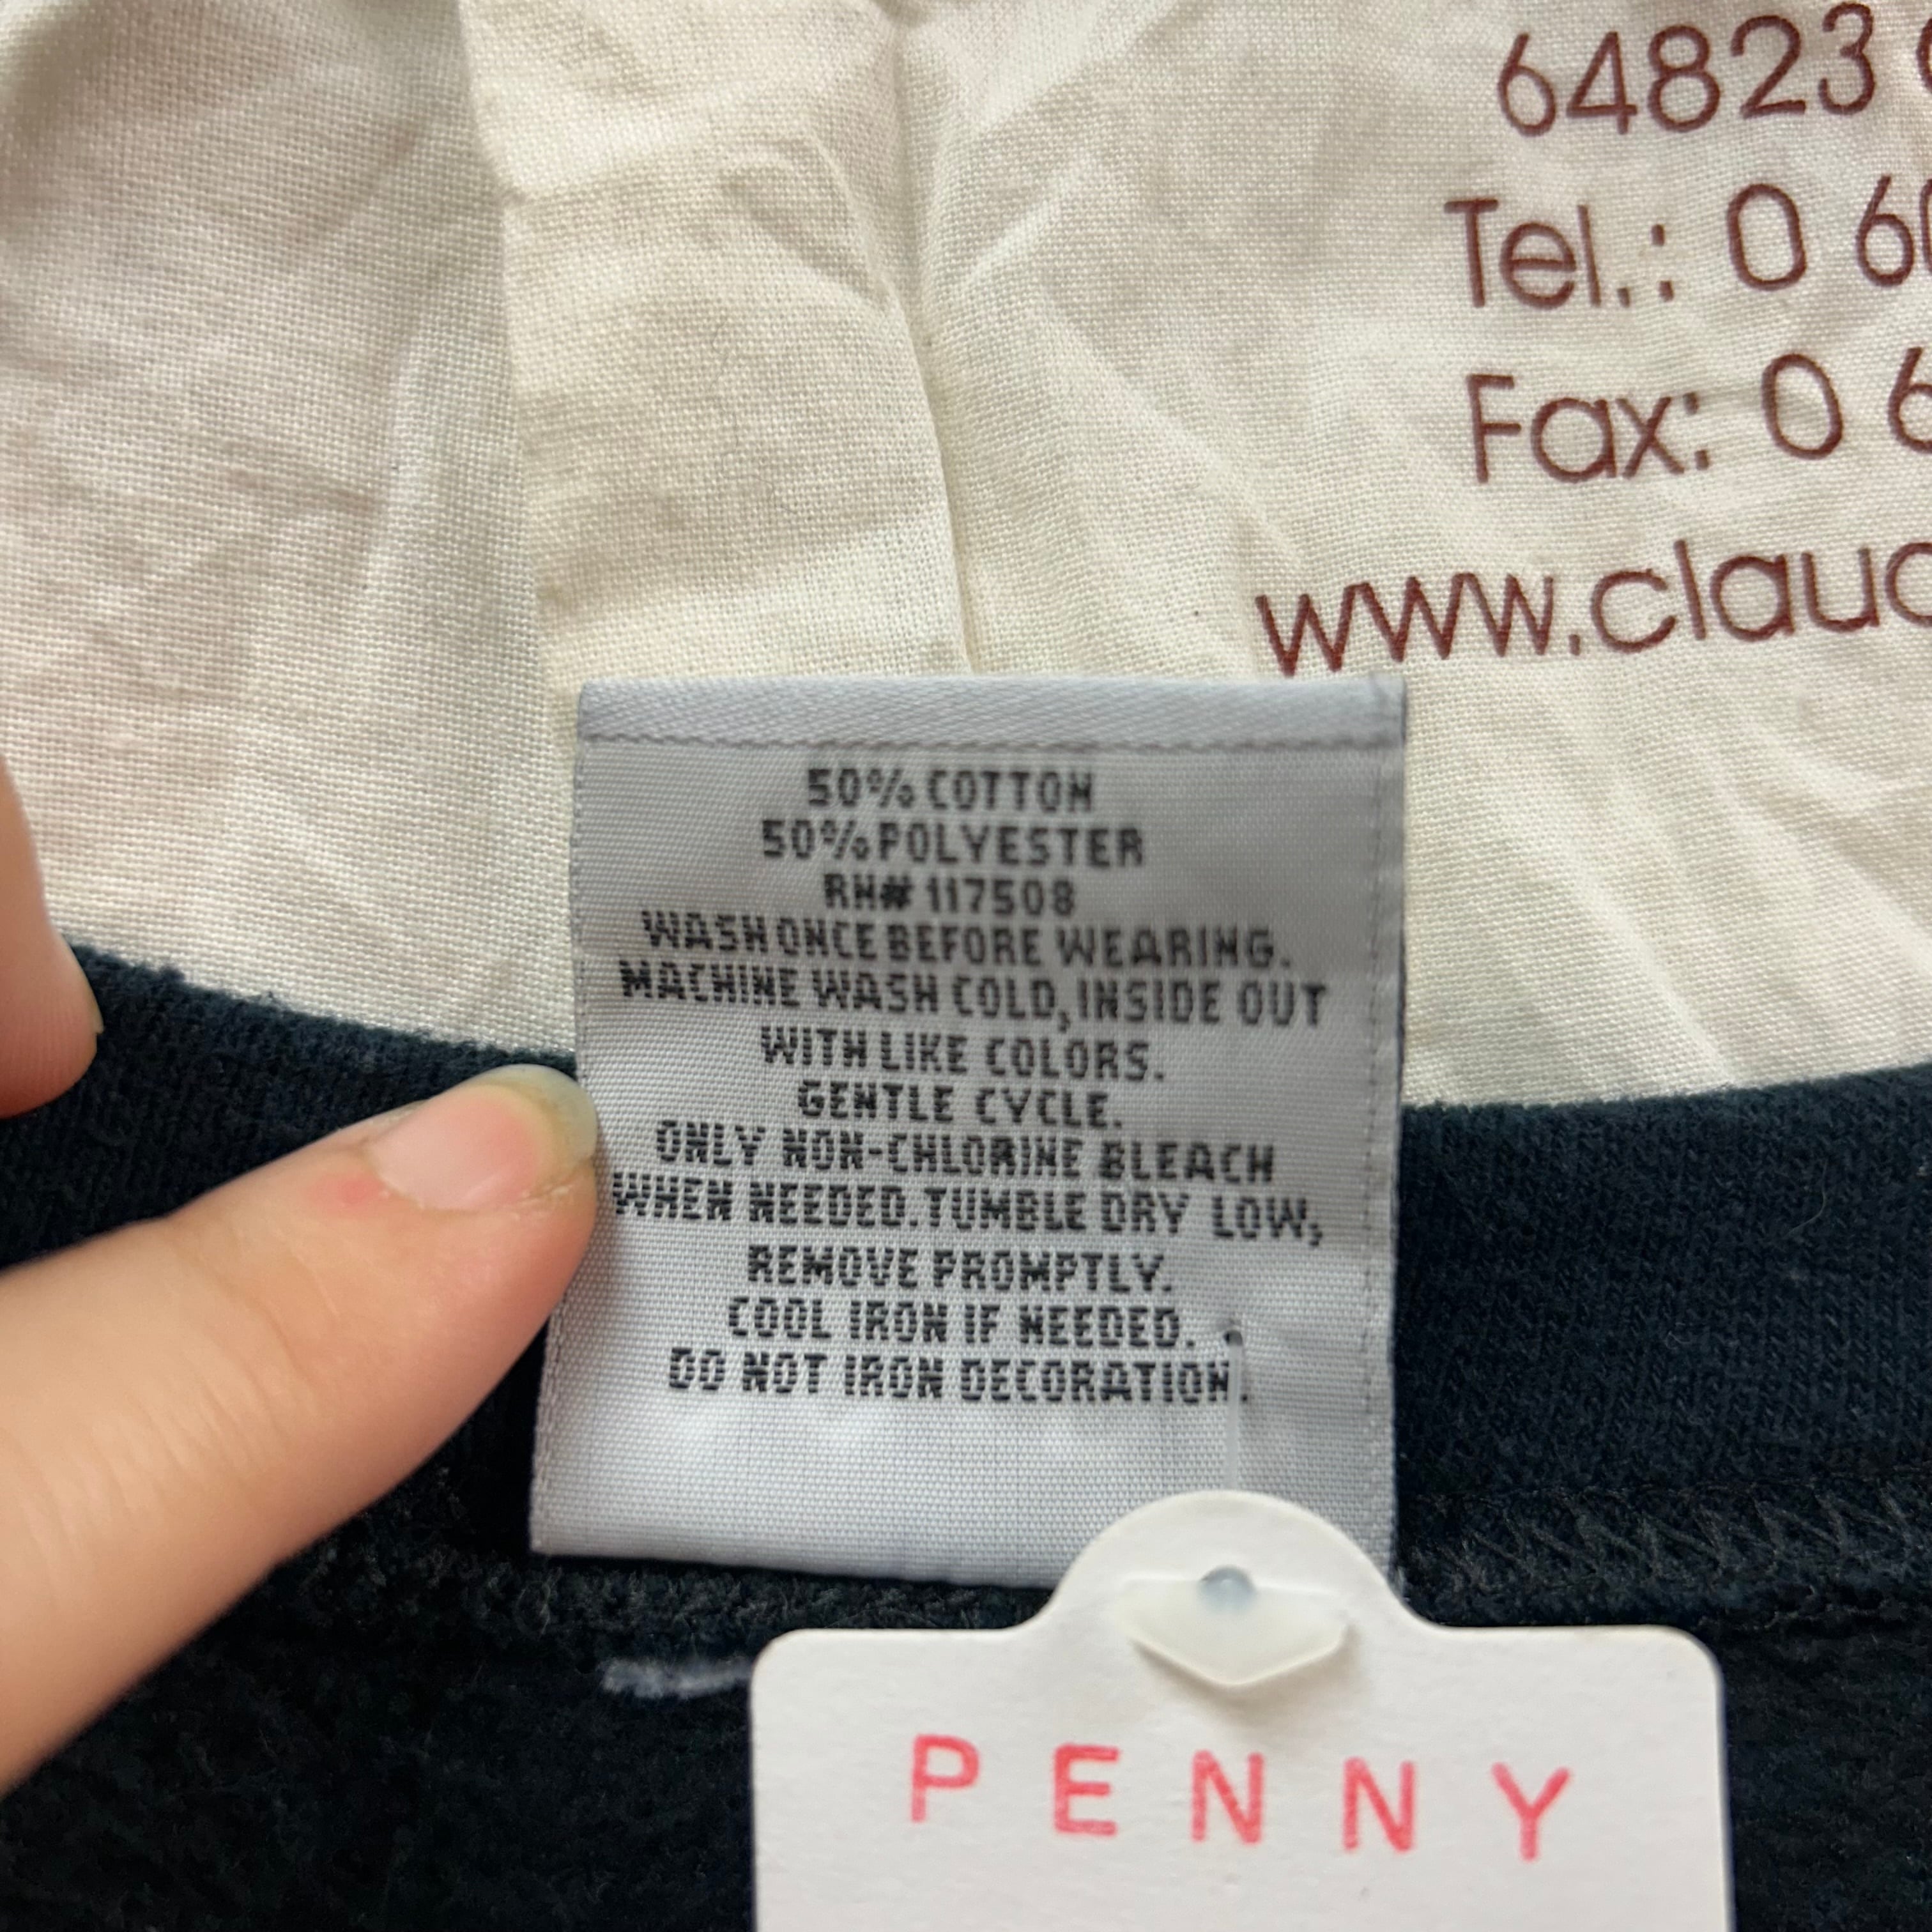 64823
Tel.: 0 6
Fax: 0 6
www.clau
50% COTTON
50% POLYESTER
RN# 117508
WASH ONCE BEFORE WEARING.
MACHINE WASH COLD, INSIDE OUT
WITH LIKE COLORS.
GENTLE CYCLE.
ONLY NON-CHLORINE BLEACH
WHEN NEEDED. TUMBLE DRY LOW,
REMOVE PROMPTLY.
COOL IRON IF NEEDED.
DO NOT IRON DECORATION.
PENNY